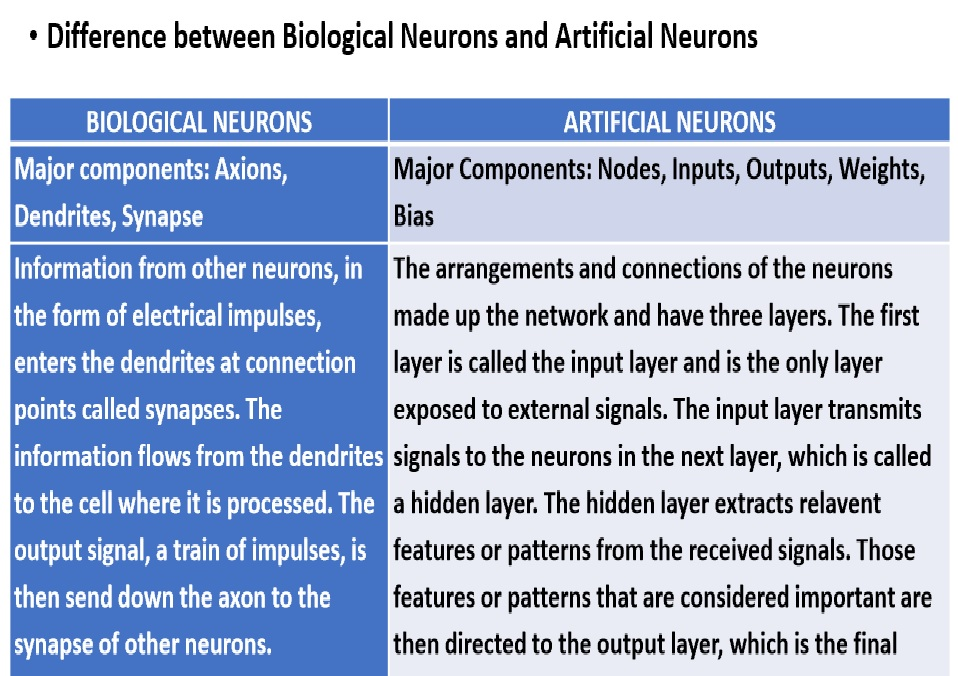 • Difference between Biological Neurons and Artificial Neurons
BIOLOGICAL NEURONS
ARTIFICIAL NEURONS
Major components: Axions,
Dendrites, Synapse
Major Components: Nodes, Inputs, Outputs, Weights,
Bias
Information from other neurons, in
the form of electrical impulses,
enters the dendrites at connection
points called synapses. The
information flows from the dendrites
to the cell where it is processed. The
output signal, a train of impulses, is
then send down the axon to the
synapse of other neurons.
The arrangements and connections of the neurons
made up the network and have three layers. The first
layer is called the input layer and is the only layer
exposed to external signals. The input layer transmits
signals to the neurons in the next layer, which is called
a hidden layer. The hidden layer extracts relavent
features or patterns from the received signals. Those
features or patterns that are considered important are
then directed to the output layer, which is the final